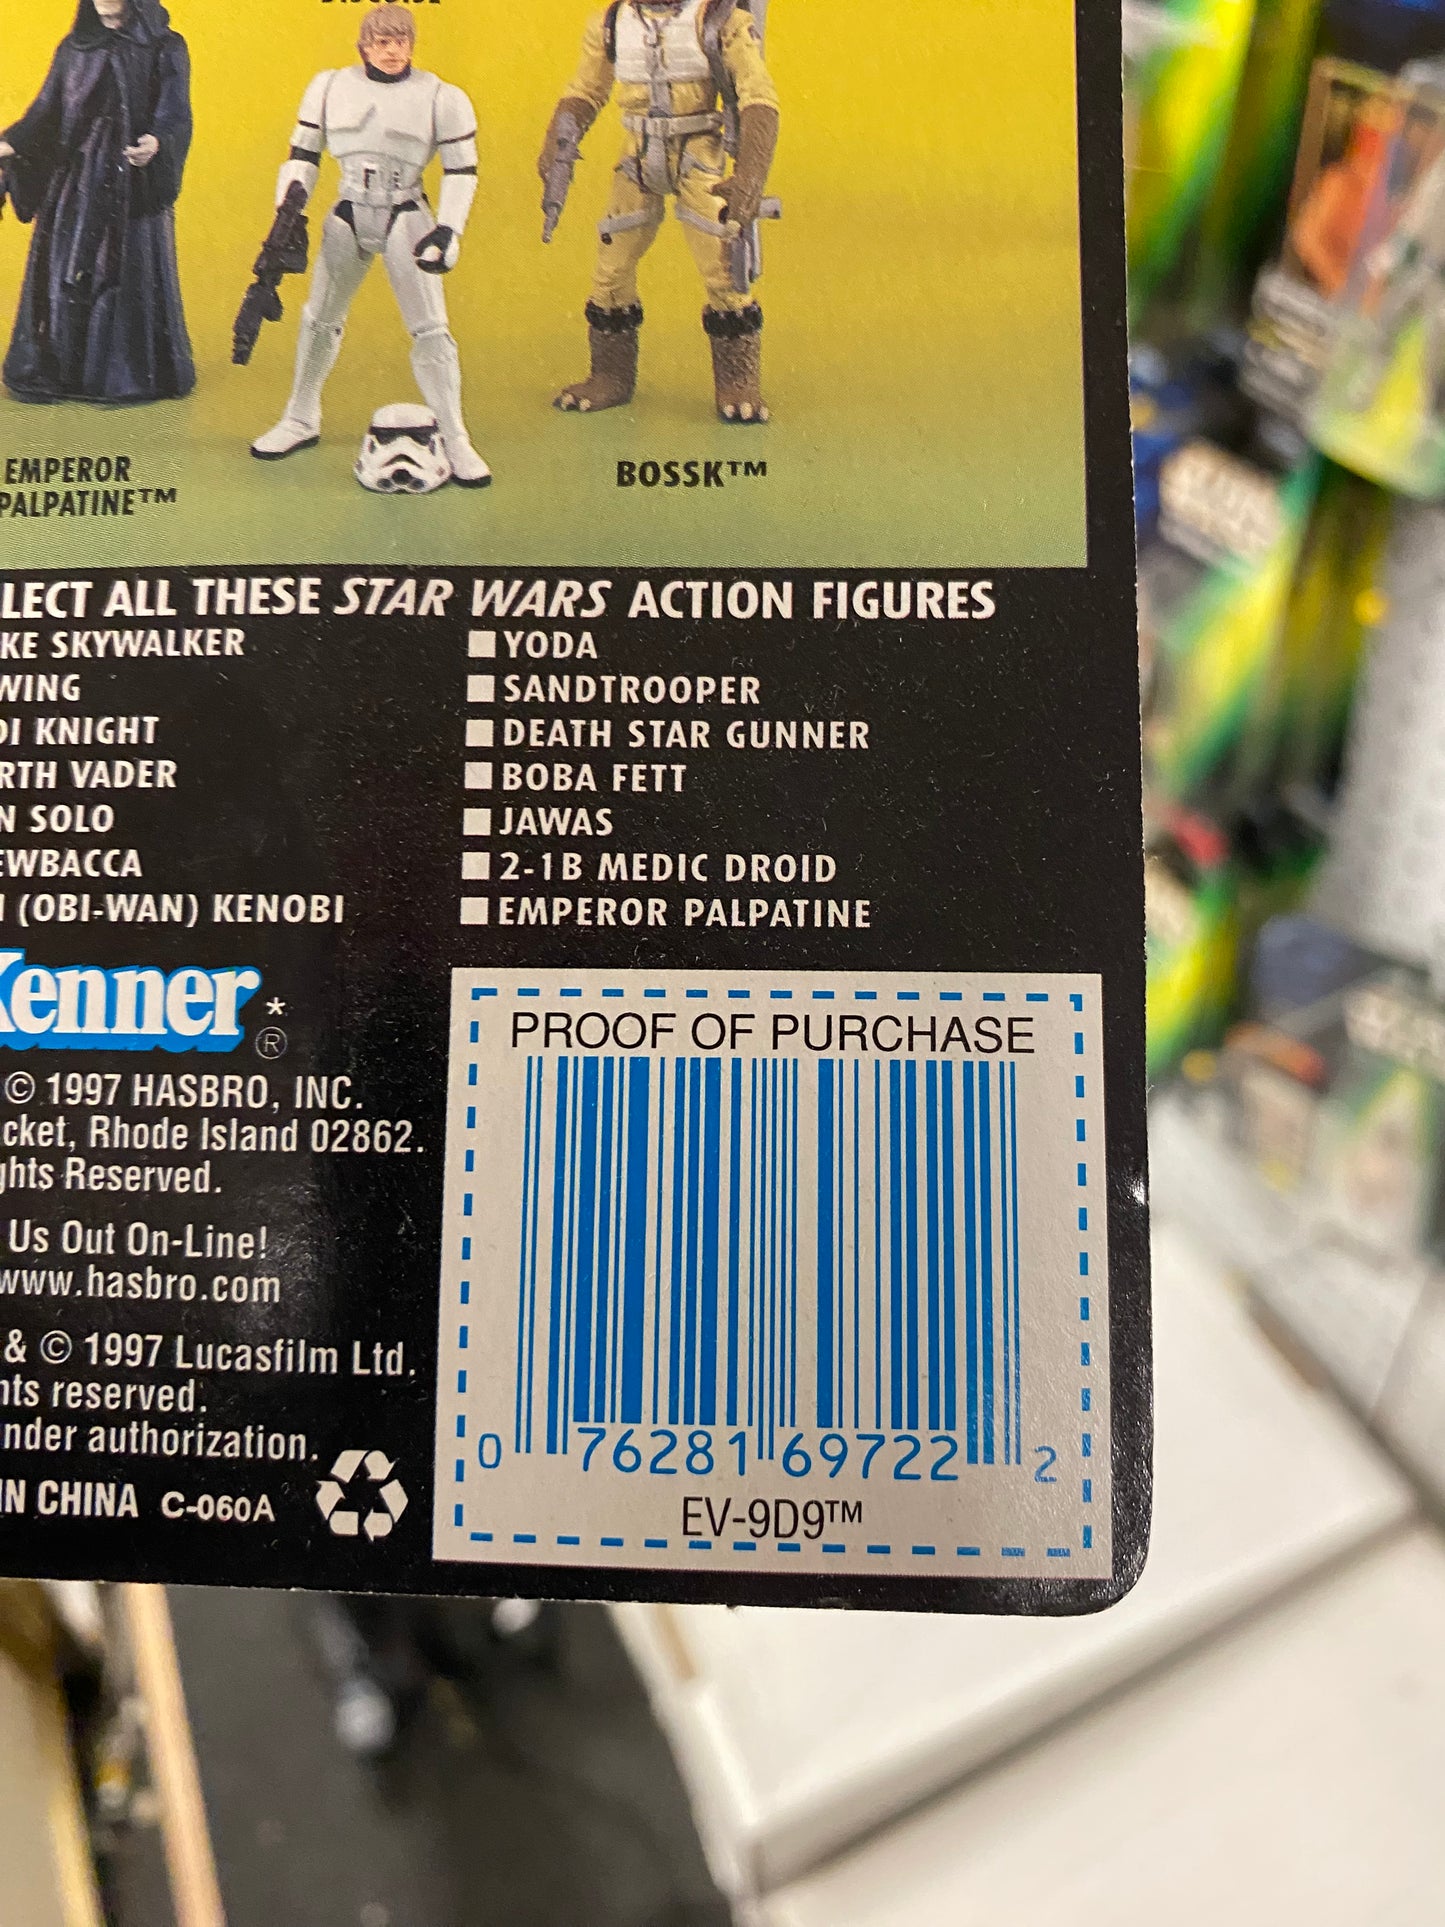 EMPEROR
PALPATINE™
BOSSK™
LLECT ALL THESE STAR WARS ACTION FIGURES
KE SKYWALKER
WING
DI KNIGHT
RTH VADER
N SOLO
EWBACCA
(OBI-WAN) KENOBI
YODA
SANDTROOPER
DEATH STAR GUNNER
BOBA FETT
JAWAS
2-1B MEDIC DROID
EMPEROR PALPATINE
Kenner*®
© 1997 HASBRO, INC.
cket, Rhode Island 02862.
ghts Reserved.
Us Out On-Line!
www.hasbro.com
& © 1997 Lucasfilm Ltd.
hts reserved.
nder authorization.
IN CHINA C-060A
PROOF OF PURCHASE
0 76281 69722 2
EV-9D9™